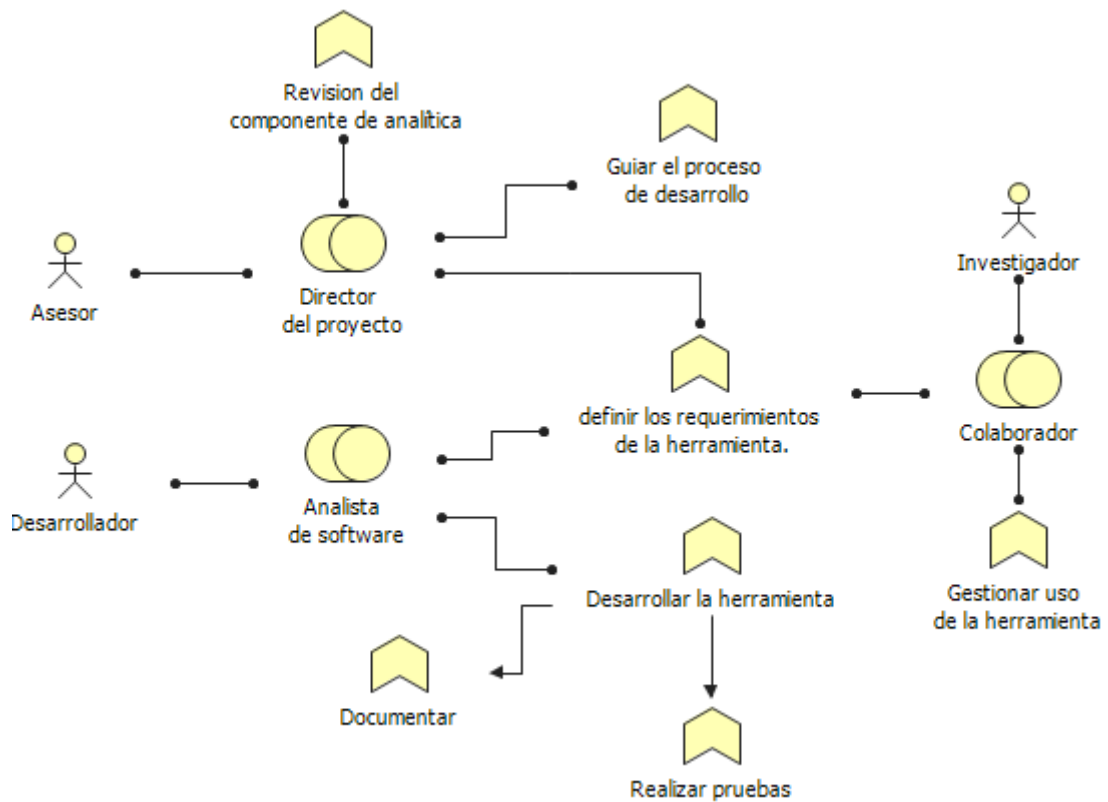 Revision del
componente de analítica
Guiar el proceso
de desarrollo
Asesor
Director
del proyecto
Investigador
definir los requerimientos
de la herramienta.
Colaborador
Desarrollador
Analista
de software
Desarrollar la herramienta
Gestionar uso
de la herramienta
Documentar
Realizar pruebas